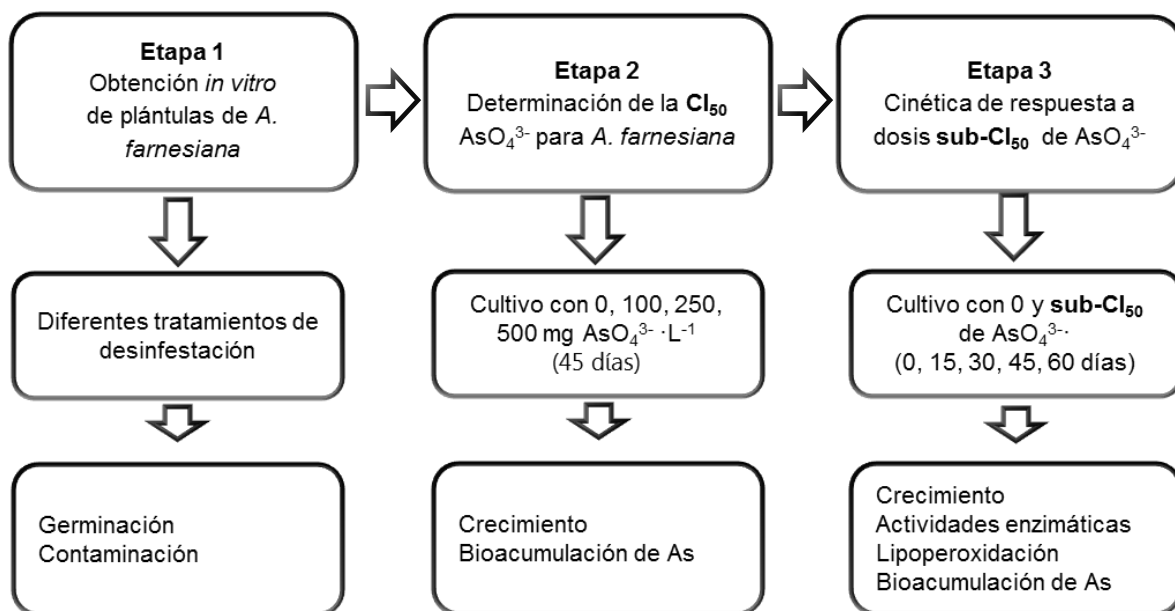 Etapa 1
Obtención in vitro
de plántulas de A.
farnesiana
Etapa 2
Determinación de la CI₅₀
AsO₄³⁻ para A. farnesiana
Etapa 3
Cinética de respuesta a
dosis sub-CI₅₀ de AsO₄³⁻
Diferentes tratamientos de
desinfestación
Cultivo con 0, 100, 250,
500 mg AsO₄³⁻ ·L⁻¹
(45 días)
Cultivo con 0 y sub-CI₅₀
de AsO₄³⁻·
(0, 15, 30, 45, 60 días)
Germinación
Contaminación
Crecimiento
Bioacumulación de As
Crecimiento
Actividades enzimáticas
Lipoperoxidación
Bioacumulación de As